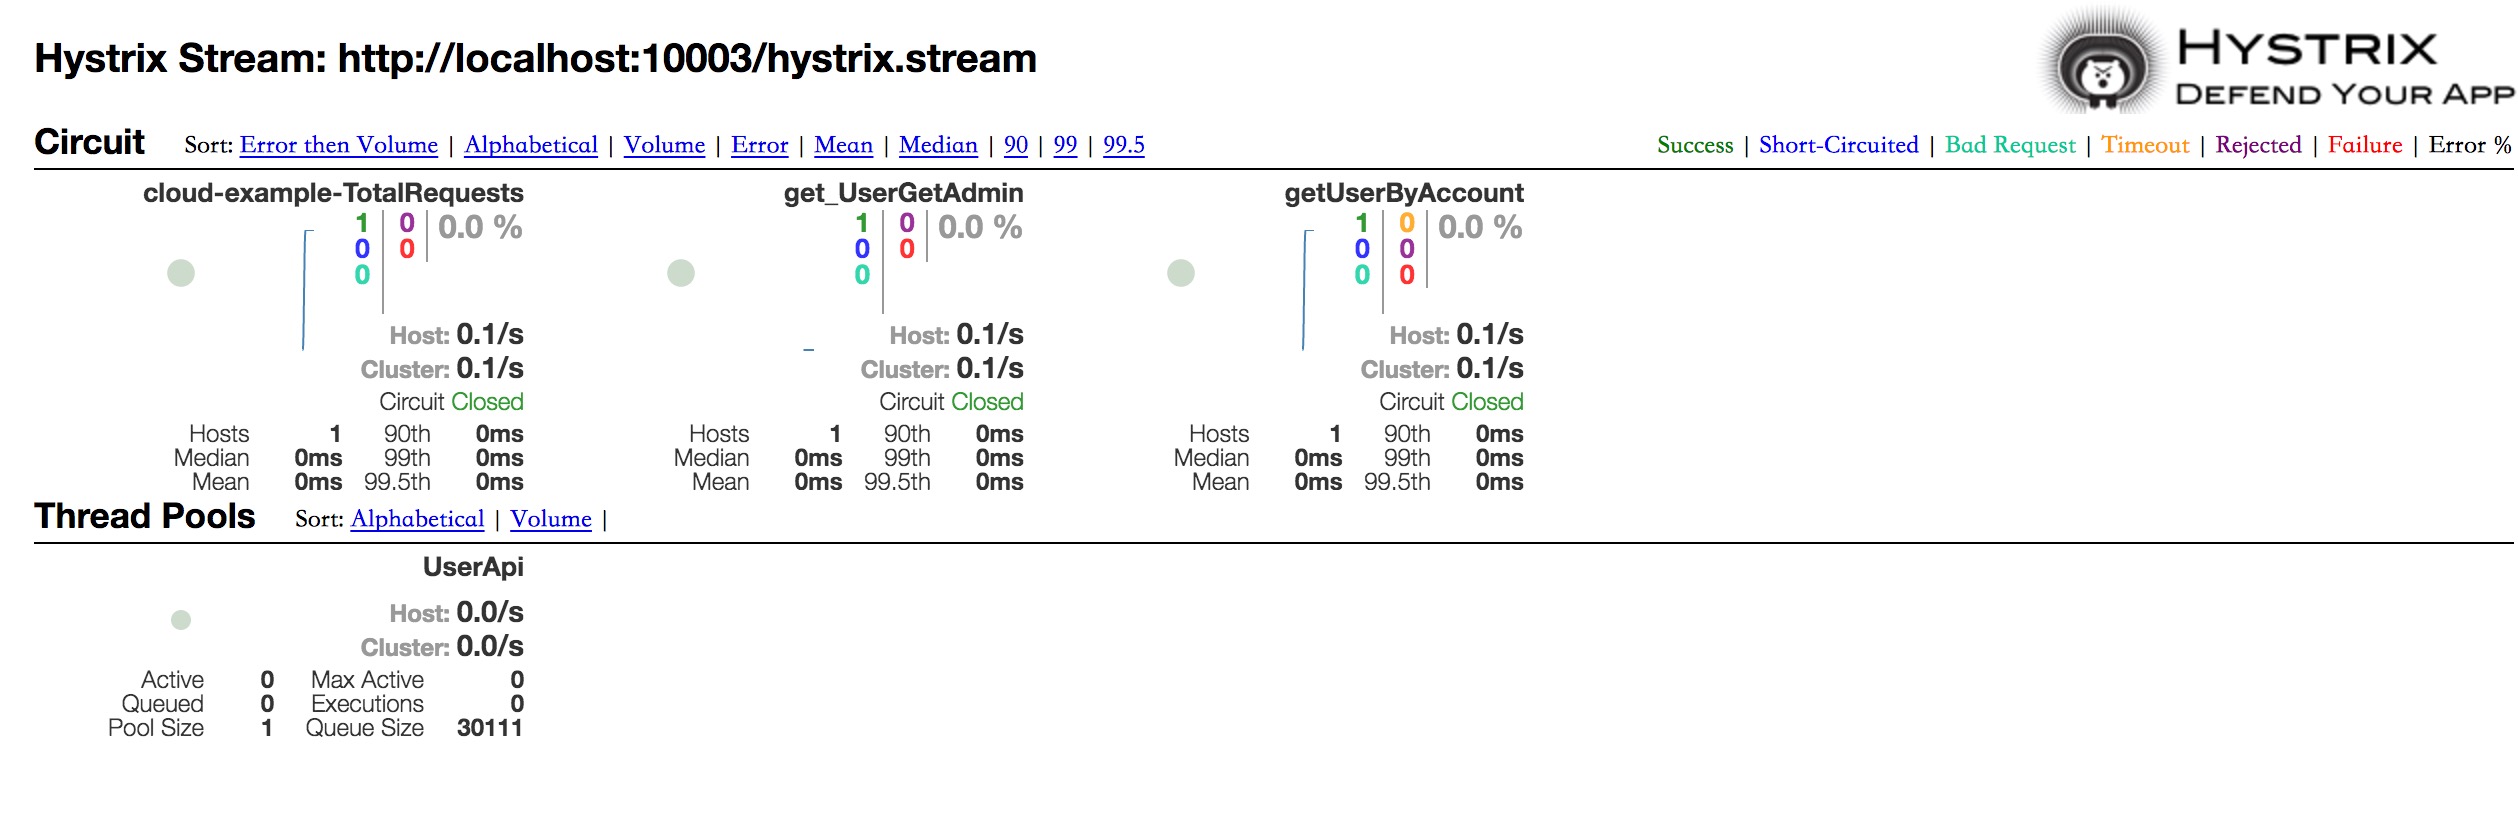 Hystrix Stream: http://localhost:10003/hystrix.stream
HYSTRIX
DEFEND YOUR APP
Circuit Sort: Error then Volume | Alphabetical | Volume | Error | Mean | Median | 90 | 99 | 99.5
Success | Short-Circuited | Bad Request | Timeout | Rejected | Failure | Error %
cloud-example-TotalRequests
1 0 0.0 %
0 0
0
Host: 0.1/s
Cluster: 0.1/s
Circuit Closed
Hosts 1 90th 0ms
Median 0ms 99th 0ms
Mean 0ms 99.5th 0ms
get_UserGetAdmin
1 0 0.0 %
0 0
0
Host: 0.1/s
Cluster: 0.1/s
Circuit Closed
Hosts 1 90th 0ms
Median 0ms 99th 0ms
Mean 0ms 99.5th 0ms
getUserByAccount
1 0 0.0 %
0 0
0 0
Host: 0.1/s
Cluster: 0.1/s
Circuit Closed
Hosts 1 90th 0ms
Median 0ms 99th 0ms
Mean 0ms 99.5th 0ms
Thread Pools Sort: Alphabetical | Volume |
UserApi
Host: 0.0/s
Cluster: 0.0/s
Active 0 Max Active 0
Queued 0 Executions 0
Pool Size 1 Queue Size 30111